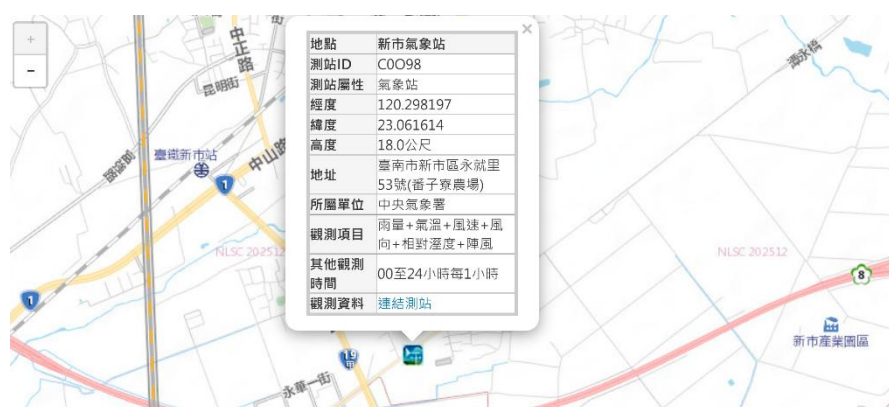 地點 新市氣象站
測站ID C0O98
測站屬性 氣象站
經度 120.298197
緯度 23.061614
高度 18.0公尺
地址 臺南市新市區永就里
53號(番子寮農場)
所屬單位 中央氣象署
觀測項目 雨量+氣溫+風速+風
向+相對溼度+陣風
其他觀測
時間 00至24小時每1小時
觀測資料 連結測站
×
+
-
中正路
昆明街
街
潭永橋
臺鐵新市站
中山路
1
NLSC 202512
NLSC 202512
8
1
新市產業園區
19
甲
永華一街